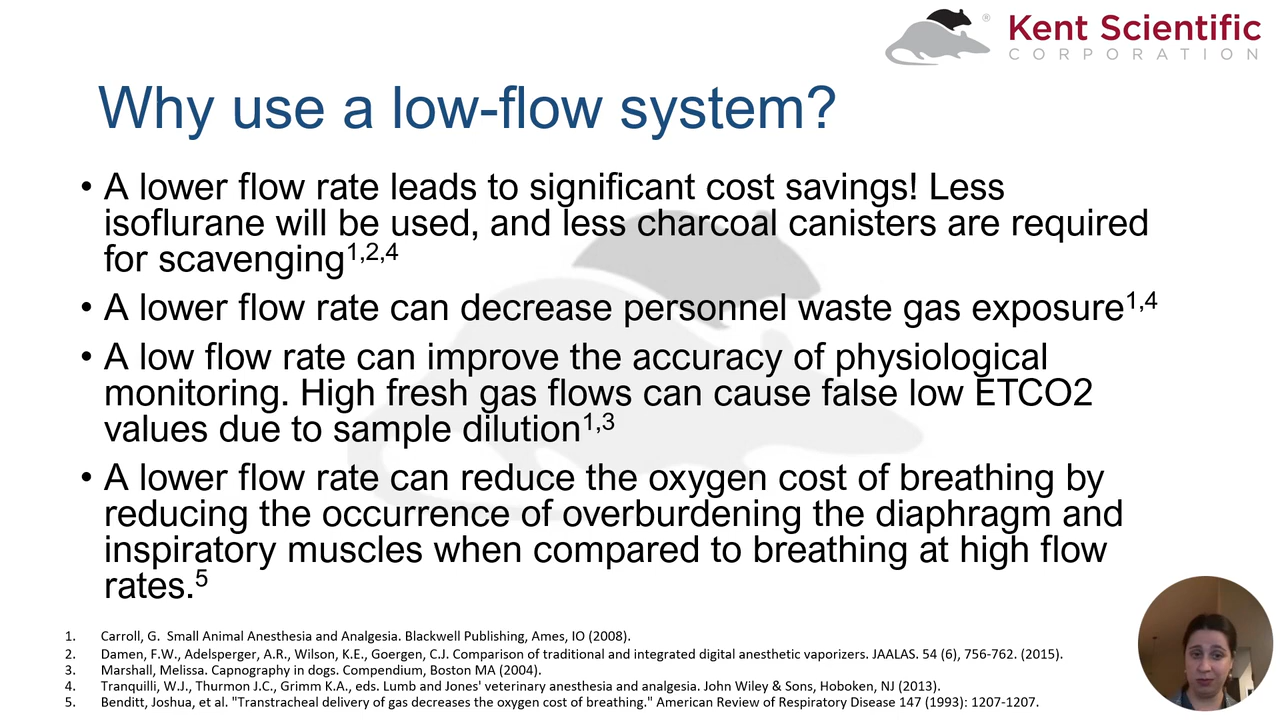 Kent Scientific
CORPORATION
®
Why use a low-flow system?
• A lower flow rate leads to significant cost savings! Less
isoflurane will be used, and less charcoal canisters are required
for scavenging1,2,4
• A lower flow rate can decrease personnel waste gas exposure1,4
• A low flow rate can improve the accuracy of physiological
monitoring. High fresh gas flows can cause false low ETCO2
values due to sample dilution1,3
• A lower flow rate can reduce the oxygen cost of breathing by
reducing the occurrence of overburdening the diaphragm and
inspiratory muscles when compared to breathing at high flow
rates.5
1. Carroll, G. Small Animal Anesthesia and Analgesia. Blackwell Publishing, Ames, IO (2008).
2. Damen, F.W., Adelsperger, A.R., Wilson, K.E., Goergen, C.J. Comparison of traditional and integrated digital anesthetic vaporizers. JAALAS. 54 (6), 756-762. (2015).
3. Marshall, Melissa. Capnography in dogs. Compendium, Boston MA (2004).
4. Tranquilli, W.J., Thurmon J.C., Grimm K.A., eds. Lumb and Jones' veterinary anesthesia and analgesia. John Wiley & Sons, Hoboken, NJ (2013).
5. Benditt, Joshua, et al. "Transtracheal delivery of gas decreases the oxygen cost of breathing." American Review of Respiratory Disease 147 (1993): 1207-1207.